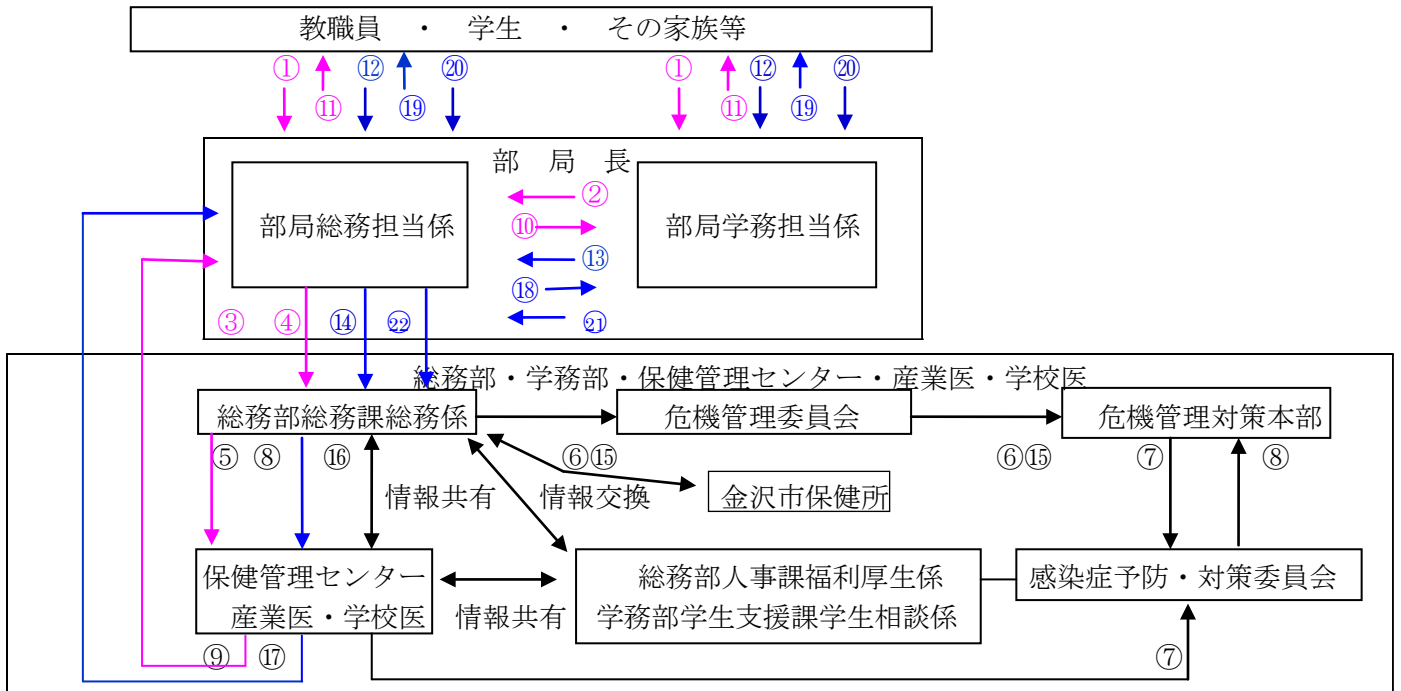 教職員 ・ 学生 ・ その家族等
① ⑫ ⑳ ① ⑫ ⑳
⑪ ⑲ ⑪ ⑲
部 局 長
②
部局総務担当係 ⑩ 部局学務担当係
⑬
⑱
③ ④ ⑭ ㉒ ㉑
総務部・学務部・保健管理センター・産業医・学校医
総務部総務課総務係 危機管理委員会 危機管理対策本部
⑤ ⑧ ⑯ ⑥⑮ ⑥⑮ ⑦ ⑧
情報共有 情報交換 金沢市保健所
保健管理センター 総務部人事課福利厚生係 感染症予防・対策委員会
産業医・学校医 情報共有 学務部学生支援課学生相談係
⑨ ⑰ ⑦